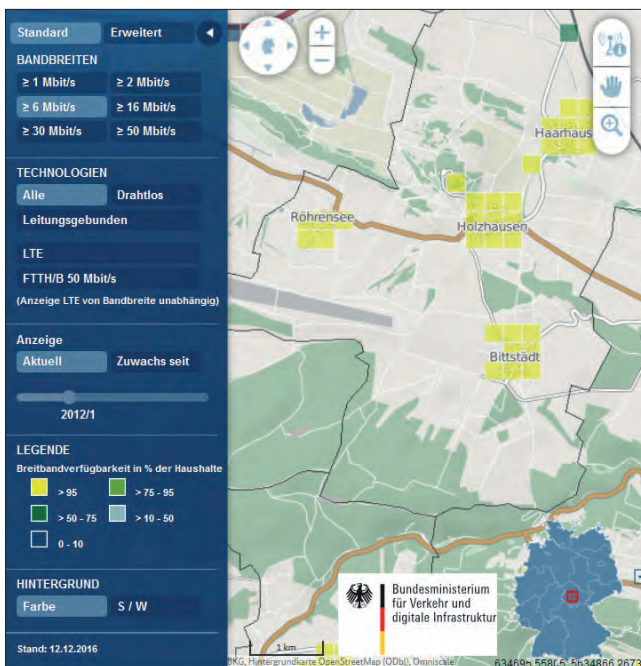 Standard Erweitert
BANDBREITEN
≥ 1 Mbit/s ≥ 2 Mbit/s
≥ 6 Mbit/s ≥ 16 Mbit/s
≥ 30 Mbit/s ≥ 50 Mbit/s
TECHNOLOGIEN
Alle Drahtlos
Leitungsgebunden
LTE
FTTH/B 50 Mbit/s
(Anzeige LTE von Bandbreite unabhängig)
Anzeige
Aktuell Zuwachs seit
2012/1
LEGENDE
Breitbandverfügbarkeit in % der Haushalte
> 95 > 75 - 95
> 50 - 75 > 10 - 50
0 - 10
HINTERGRUND
Farbe S / W
Stand: 12.12.2016
Haarhaus
Röhrensee
Holzhausen
Bittstädt
Bundesministerium
für Verkehr und
digitale Infrastruktur
1 km
BKG, Hintergrundkarte OpenStreetMap (ODbL), Omniscale